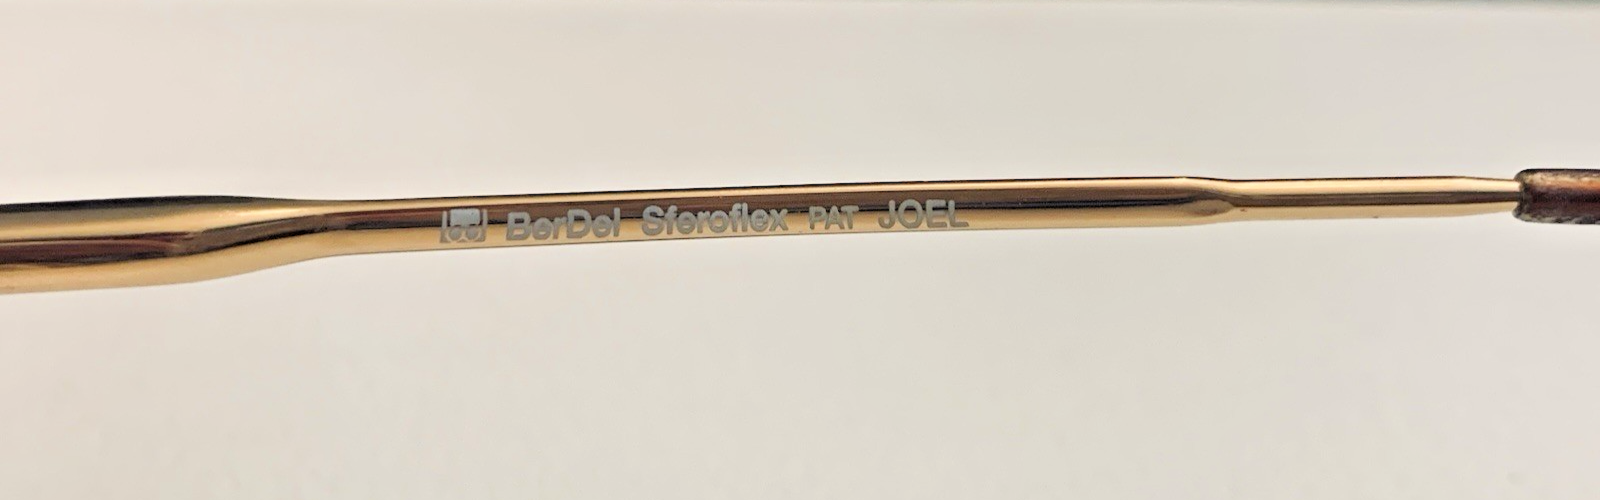 BerDel Sferoflex PAT JOEL